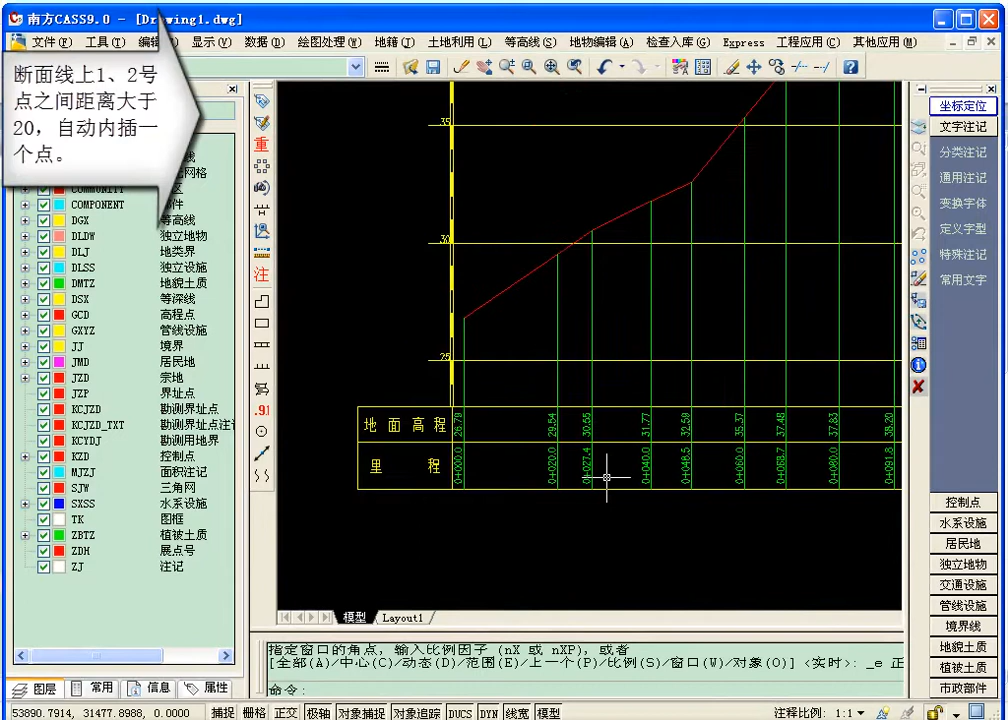 南方CASS9.0 - [Drawing1.dwg]
文件(F) 工具(T) 编辑 显示(V) 数据(D) 绘图处理(W) 地籍(J) 土地利用(L) 等高线(S) 地物编辑(A) 检查入库(G) Express 工程应用(C) 其他应用(M)
断面线上1、2号
点之间距离大于
20，自动内插一
个点。
COMPONENT
DGX 等高线
DLDW 独立地物
DLJ 地类界
DLSS 独立设施
DMTZ 地貌土质
DSX 等深线
GCD 高程点
GXYZ 管线设施
JJ 境界
JMD 居民地
JZD 宗地
JZP 界址点
KCJZD 勘测界址点
KCJZD_TXT 勘测界址点注
KCYDJ 勘测用地界
KZD 控制点
MJZJ 面积注记
SJW 三角网
SXSS 水系设施
TK 图框
ZBTZ 植被土质
ZDH 展点号
ZJ 注记
图层 常用 信息 属性
重
注
.91
35
30
25
地面高程 26.79 29.54 30.55 31.77 32.59 35.37 37.48 37.83 38.20
里程 0+000.0 0+020.0 0+027.4 0+040.0 0+048.5 0+060.0 0+068.7 0+080.0 0+091.8
模型 Layout1
指定窗口的角点，输入比例因子 (nX 或 nXP)，或者
[全部(A)/中心(C)/动态(D)/范围(E)/上一个(P)/比例(S)/窗口(W)/对象(O)] <实时>: _e 正
命令:
坐标定位
文字注记
分类注记
通用注记
变换字体
定义字型
特殊注记
常用文字
控制点
水系设施
居民地
独立地物
交通设施
管线设施
境界线
地貌土质
植被土质
市政部件
53890.7914, 31477.8988, 0.0000 捕捉 栅格 正交 极轴 对象捕捉 对象追踪 DUCS DYN 线宽 模型 注释比例: 1:1